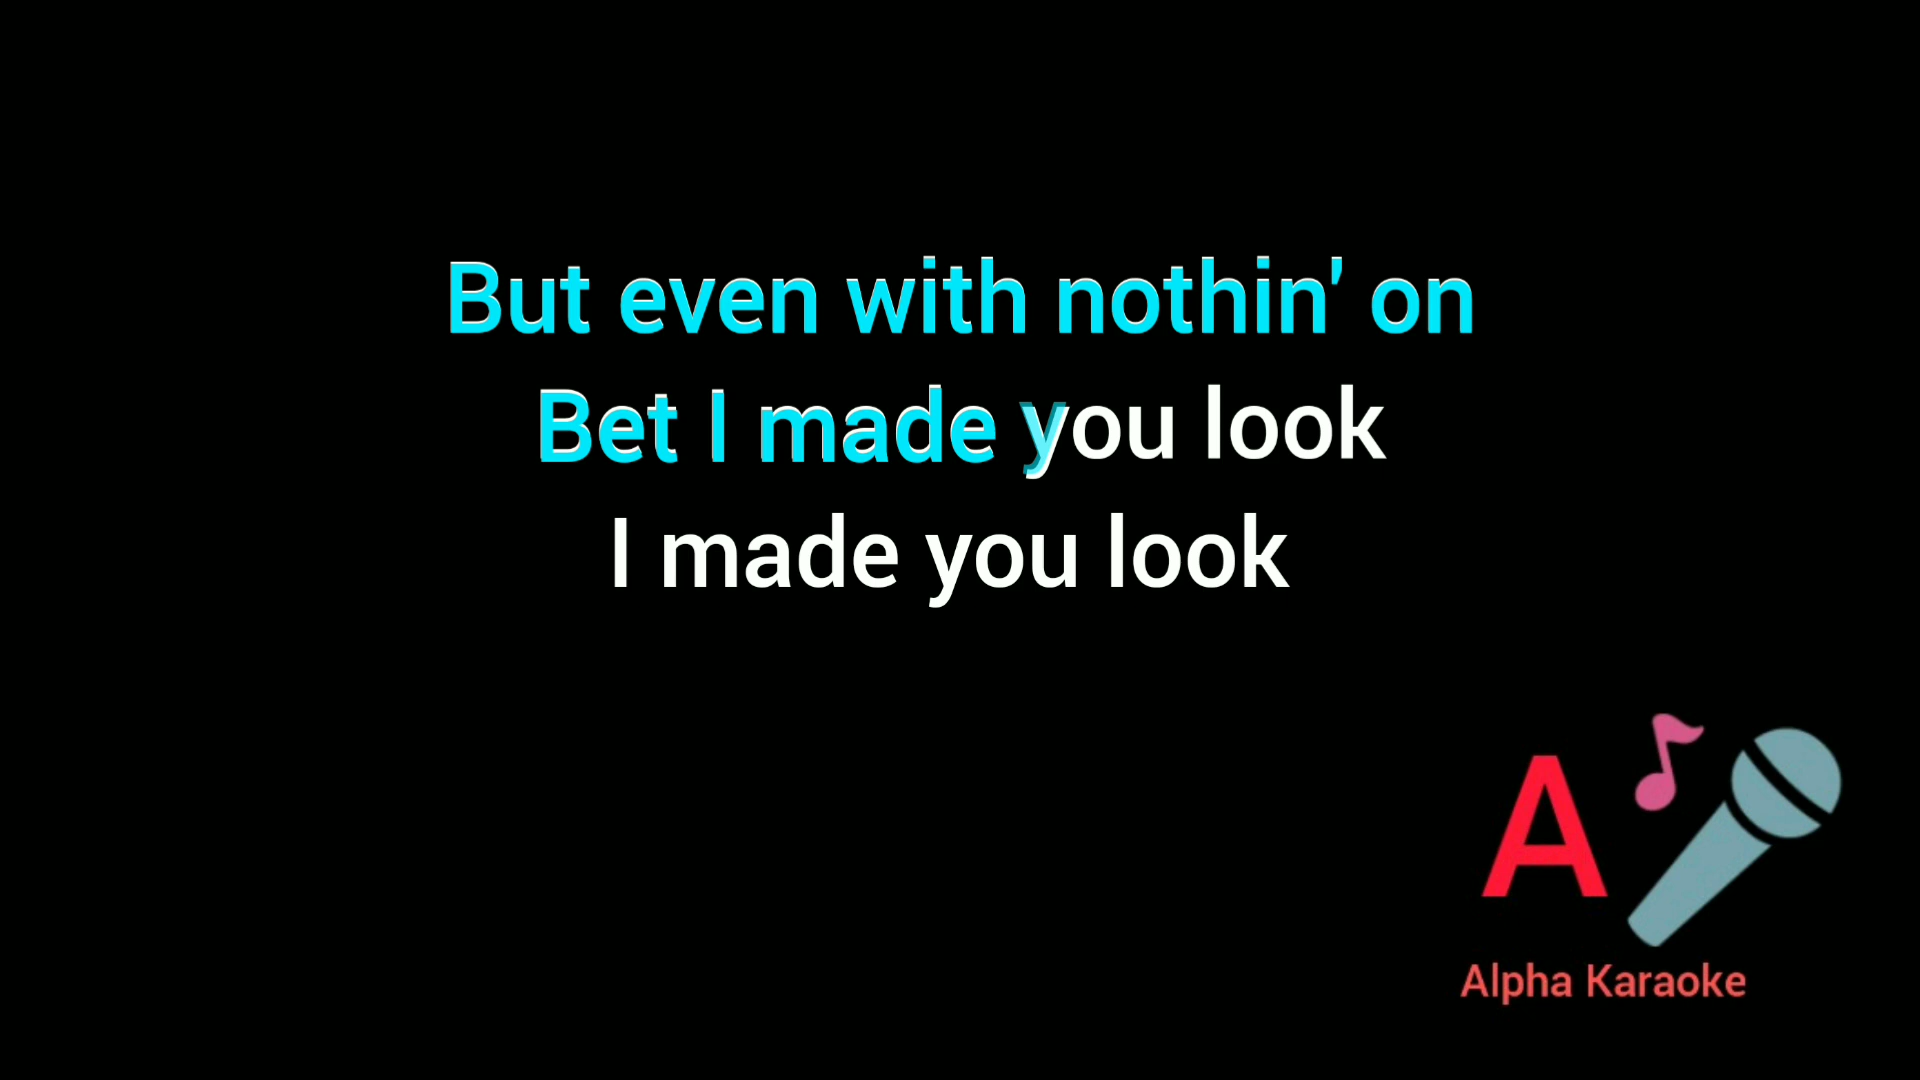 But even with nothin' on
Bet I made you look
I made you look
A
Alpha Karaoke